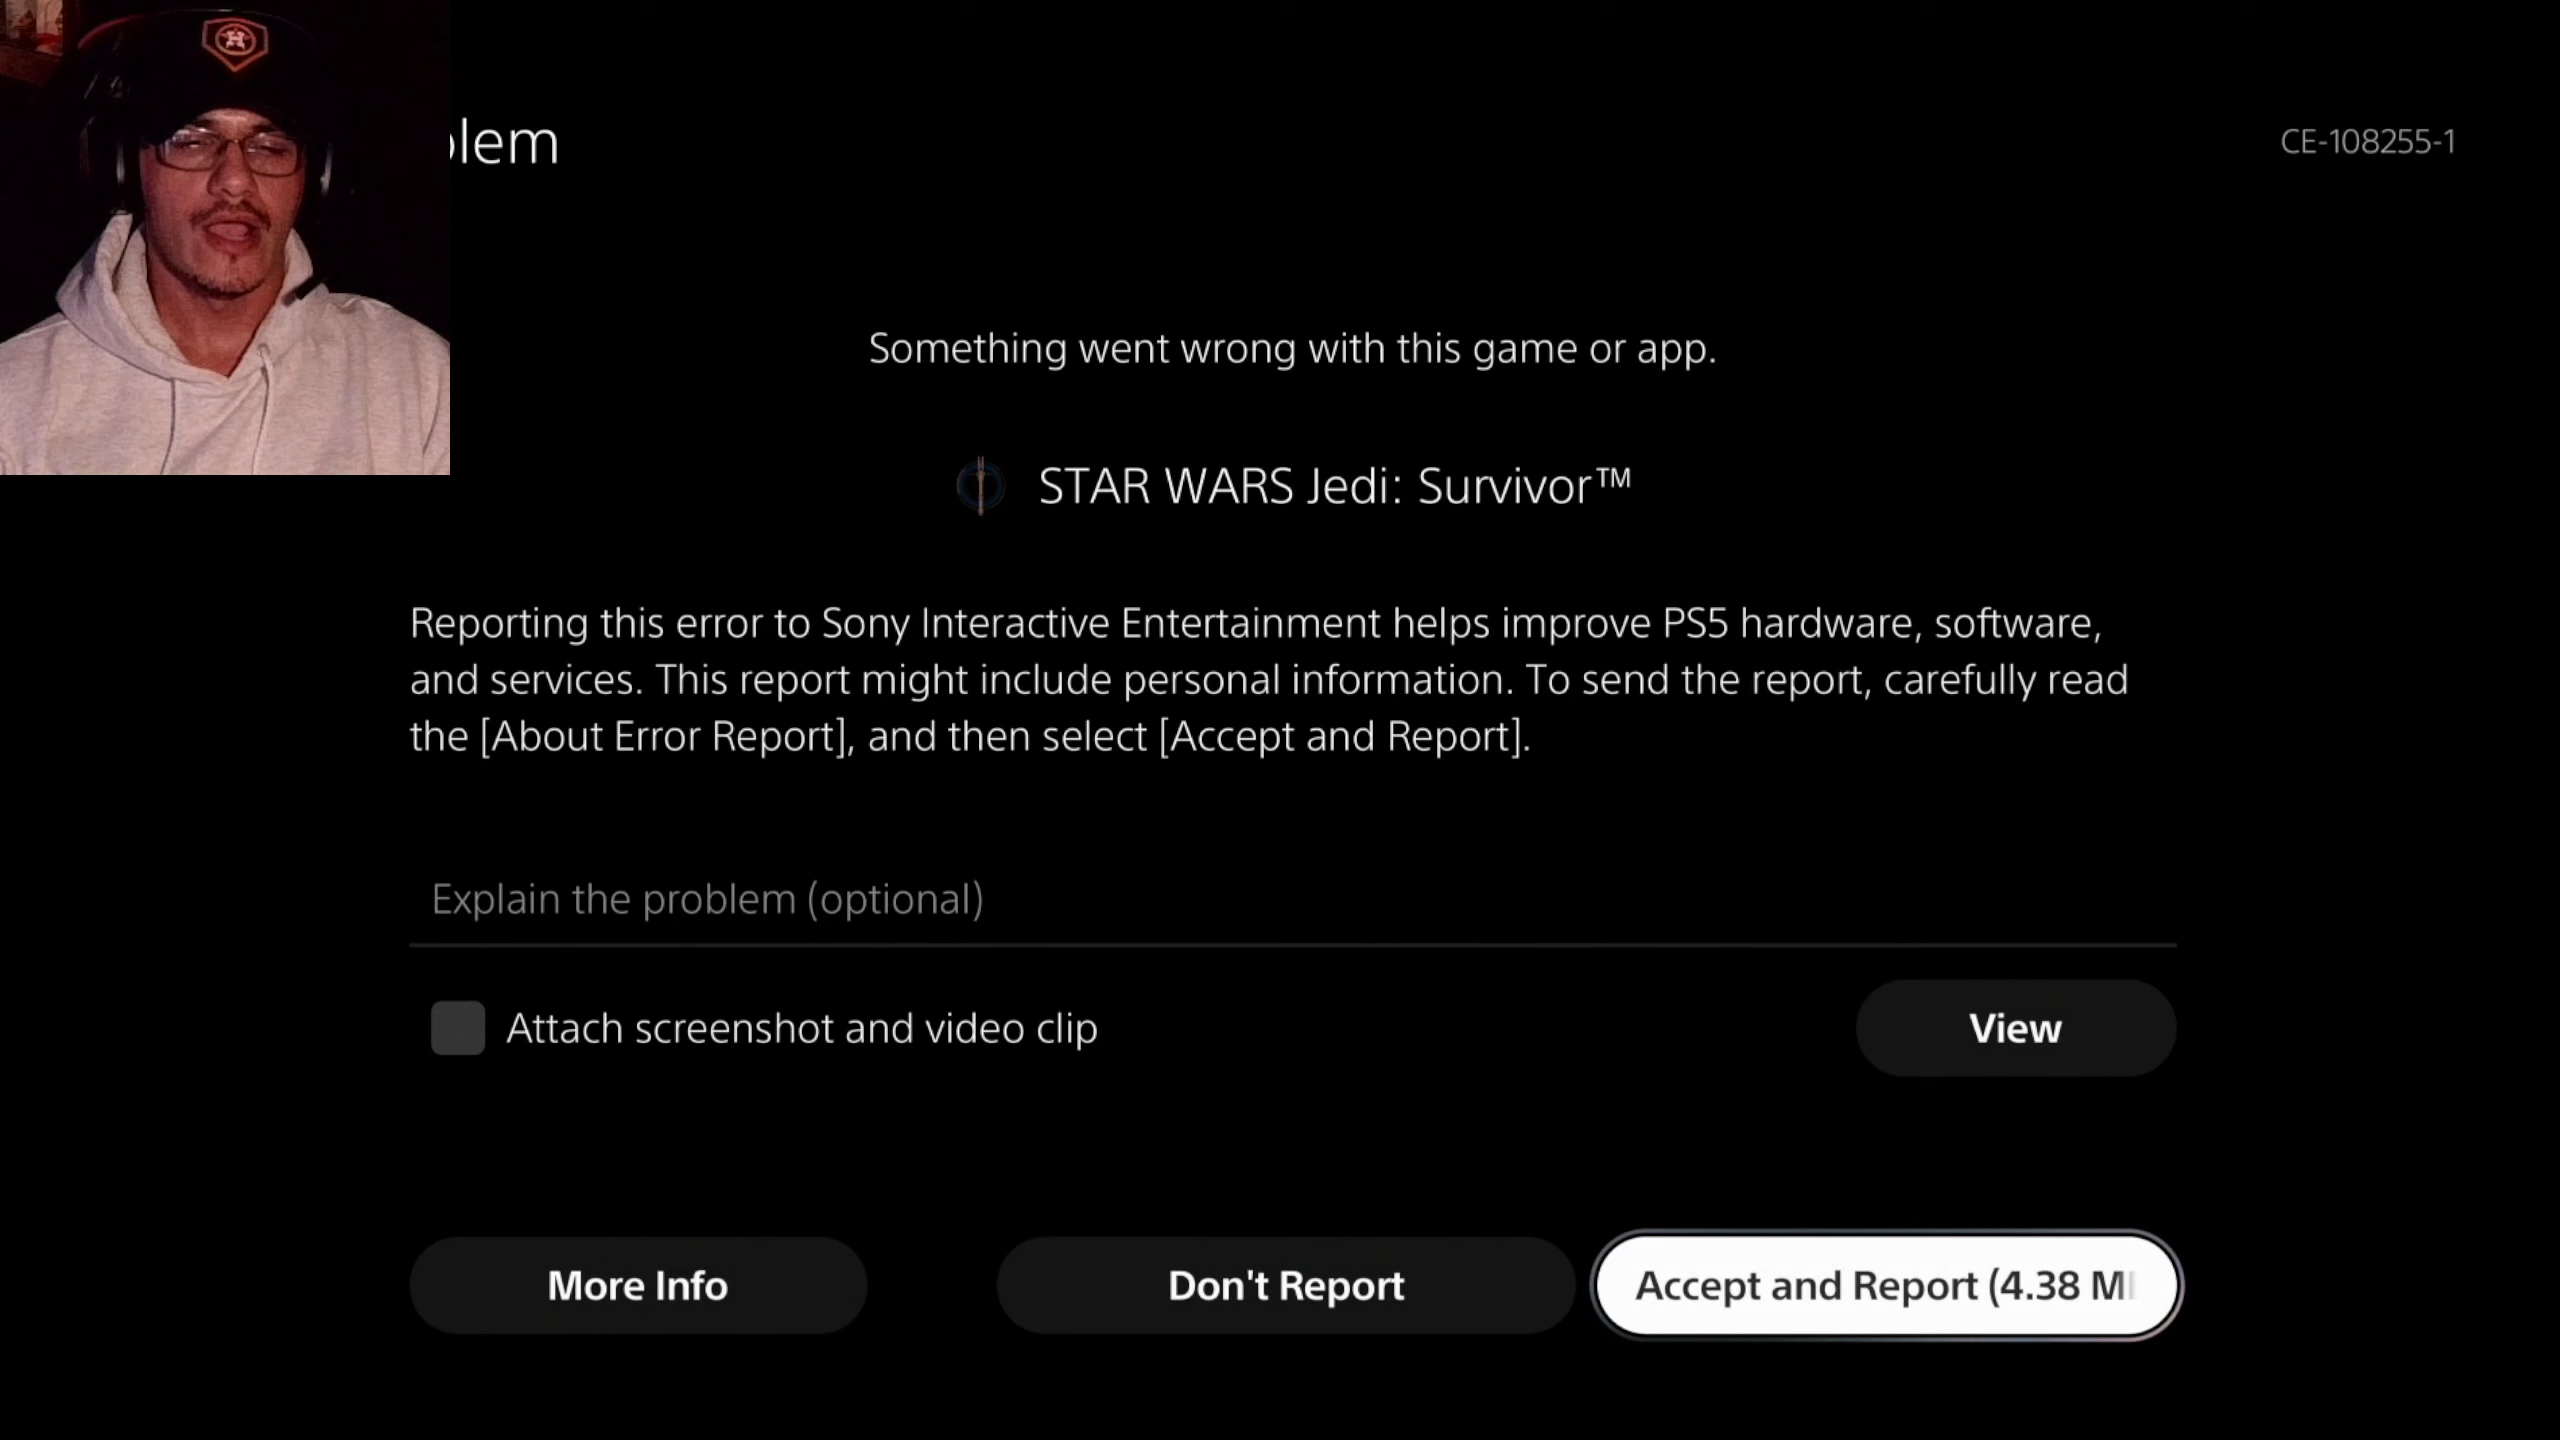 olem
CE-108255-1
Something went wrong with this game or app.
STAR WARS Jedi: Survivor™
Reporting this error to Sony Interactive Entertainment helps improve PS5 hardware, software,
and services. This report might include personal information. To send the report, carefully read
the [About Error Report], and then select [Accept and Report].
Explain the problem (optional)
Attach screenshot and video clip
View
More Info
Don't Report
Accept and Report (4.38 M